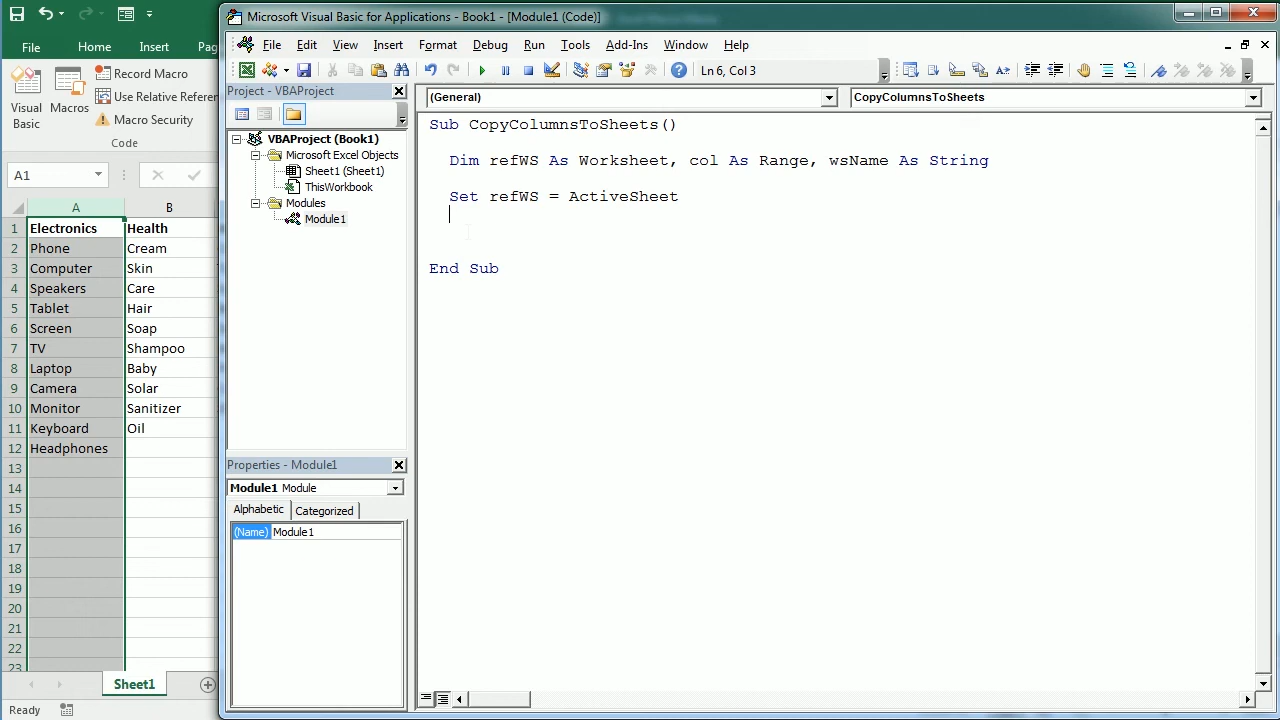 Microsoft Visual Basic for Applications - Book1 - [Module1 (Code)]
File Home Insert Pag
File Edit View Insert Format Debug Run Tools Add-Ins Window Help
Ln 6, Col 3
Visual Basic
Macros
Record Macro
Use Relative Referen
Macro Security
Code
A1
Project - VBAProject
VBAProject (Book1)
Microsoft Excel Objects
Sheet1 (Sheet1)
ThisWorkbook
Modules
Module1
(General)
CopyColumnsToSheets
Sub CopyColumnsToSheets()
Dim refWS As Worksheet, col As Range, wsName As String
Set refWS = ActiveSheet
End Sub
A B
1 Electronics Health
2 Phone Cream
3 Computer Skin
4 Speakers Care
5 Tablet Hair
6 Screen Soap
7 TV Shampoo
8 Laptop Baby
9 Camera Solar
10 Monitor Sanitizer
11 Keyboard Oil
12 Headphones
13
14
15
16
17
18
19
20
21
22
23
Properties - Module1
Module1 Module
Alphabetic Categorized
(Name) Module1
Sheet1
Ready